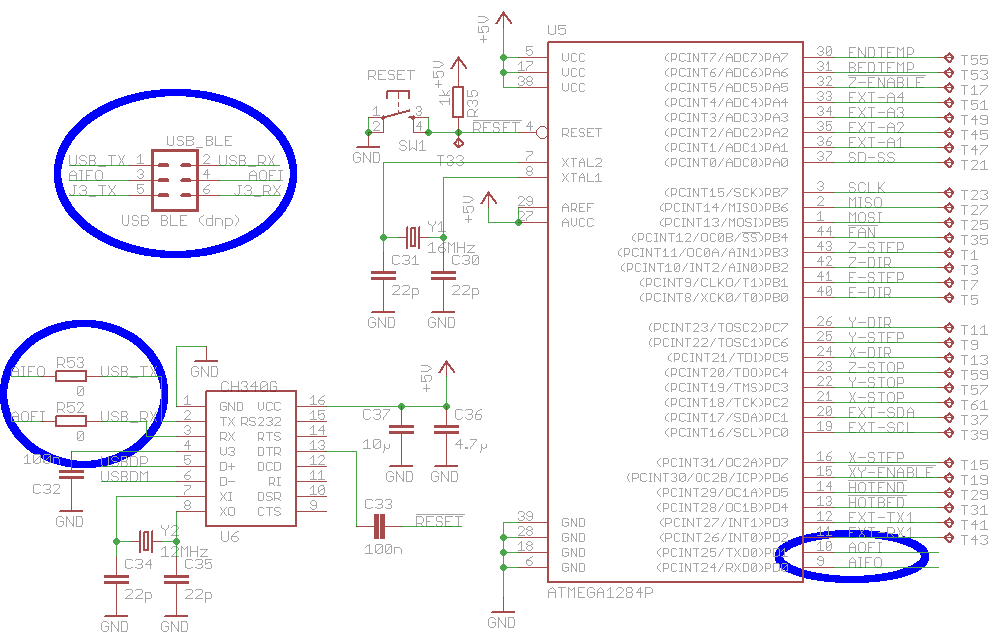 +5V
U5
5 VCC
17 VCC
38 VCC
RESET
+5V
1k
R35
1 3
2 4
GND
SW1
T33
RESET 4 RESET
7 XTAL2
8 XTAL1
+5V
29 AREF
27 AVCC
Y1
16MHz
C31
C30
22p
22p
GND
GND
(PCINT7/ADC7)PA7 30 ENDTEMP T55
(PCINT6/ADC6)PA6 31 BEDTEMP T53
(PCINT5/ADC5)PA5 32 Z-ENABLE T17
(PCINT4/ADC4)PA4 33 EXT-A4 T51
(PCINT3/ADC3)PA3 34 EXT-A3 T49
(PCINT2/ADC2)PA2 35 EXT-A2 T45
(PCINT1/ADC1)PA1 36 EXT-A1 T47
(PCINT0/ADC0)PA0 37 SD-SS T21
(PCINT15/SCK)PB7 3 SCLK T23
(PCINT14/MISO)PB6 2 MISO T27
(PCINT13/MOSI)PB5 1 MOSI T25
(PCINT12/OC0B/SS)PB4 44 FAN T35
(PCINT11/OC0A/AIN1)PB3 43 Z-STEP T1
(PCINT10/INT2/AIN0)PB2 42 Z-DIR T3
(PCINT9/CLKO/T1)PB1 41 E-STEP T7
(PCINT8/XCK0/T0)PB0 40 E-DIR T5
(PCINT23/TOSC2)PC7 26 Y-DIR T11
(PCINT22/TOSC1)PC6 25 Y-STEP T9
(PCINT21/TDI)PC5 24 X-DIR T13
(PCINT20/TDO)PC4 23 Z-STOP T59
(PCINT19/TMS)PC3 22 Y-STOP T57
(PCINT18/TCK)PC2 21 X-STOP T61
(PCINT17/SDA)PC1 20 EXT-SDA T37
(PCINT16/SCL)PC0 19 EXT-SCL T39
(PCINT31/OC2A)PD7 16 X-STEP T15
(PCINT30/OC2B/ICP)PD6 15 XY-ENABLE T19
(PCINT29/OC1A)PD5 14 HOTEND T29
(PCINT28/OC1B)PD4 13 HOTBED T31
(PCINT27/INT1)PD3 12 EXT-TX1 T41
(PCINT26/INT0)PD2 11 EXT-RX1 T43
(PCINT25/TXD0)PD1 10 AOFI
(PCINT24/RXD0)PD0 9 AIFO
39 GND
28 GND
18 GND
6 GND
GND
ATMEGA1284P
USB_BLE
USB_TX 1 2 USB_RX
AIFO 3 4 AOFI
J3_TX 5 6 J3_RX
USB BLE (dnp)
R53
AIFO USB_TX
0
R52
AOFI USB_RX
0
GND
CH340G
1 GND VCC 16
2 TX RS232 15
3 RX RTS 14
4 U3 DTR 13
5 D+ DCD 12
6 D- RI 11
7 XI DSR 10
8 XO CTS 9
U6
100n
C32
GND
USBDP
USBDM
Y2
12MHz
C34
C35
22p
22p
GND
GND
+5V
C37
C36
10µ
4.7µ
GND
GND
C33
RESET
100n